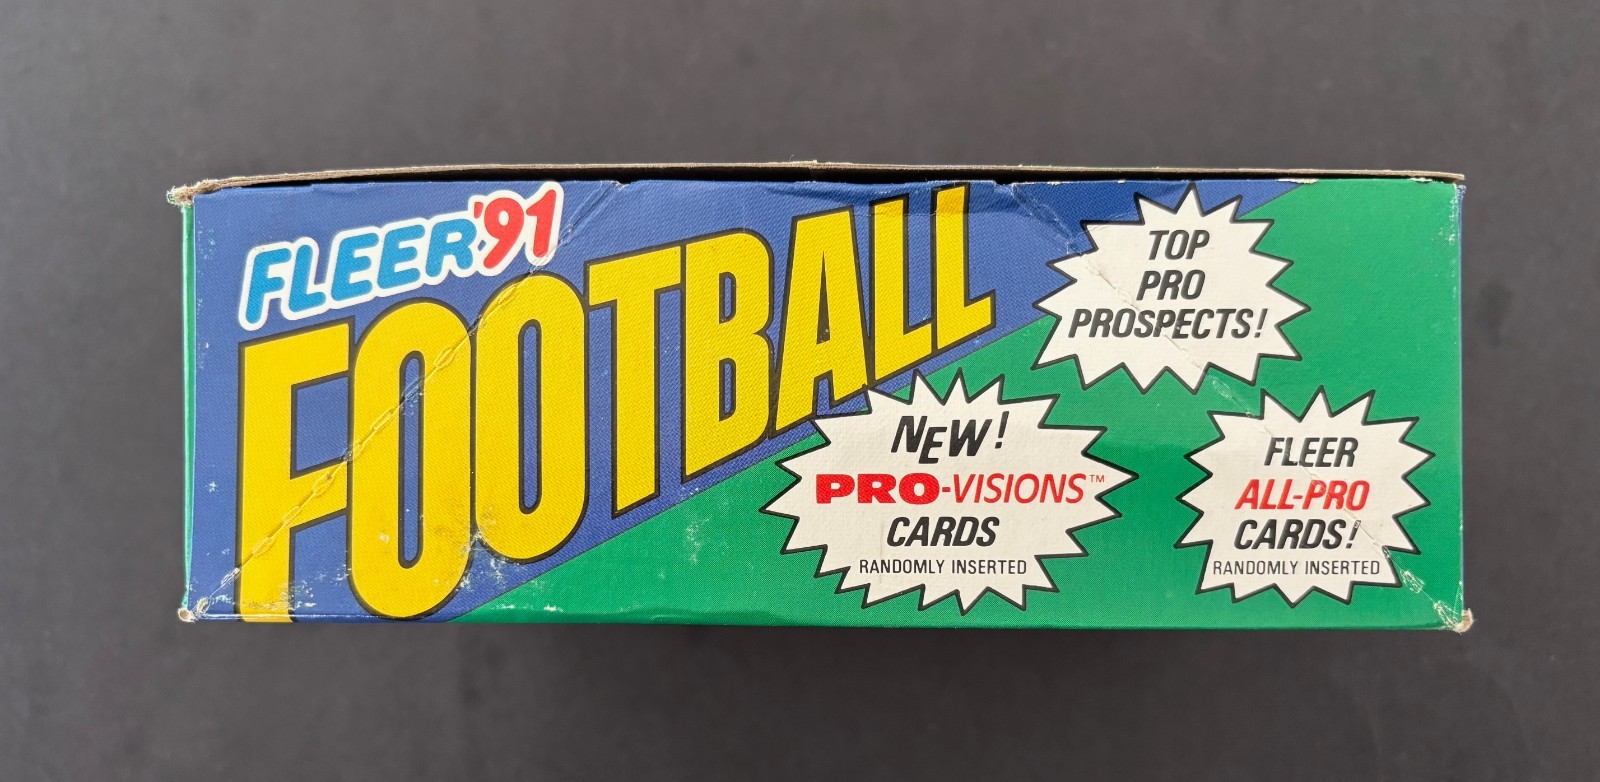 FLEER '91
FOOTBALL
TOP
PRO
PROSPECTS!
NEW!
PRO-VISIONS™
CARDS
RANDOMLY INSERTED
FLEER
ALL-PRO
CARDS!
RANDOMLY INSERTED